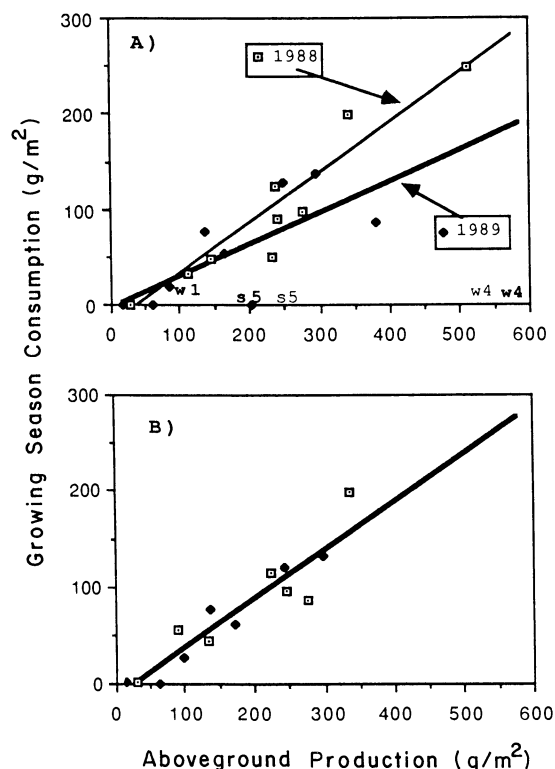 300
A)
1988
200
100
1989
w1
s5 s5
w4 w4
0
0 100 200 300 400 500 600
Growing Season Consumption (g/m²)
300
B)
200
100
0
0 100 200 300 400 500 600
Aboveground Production (g/m²)